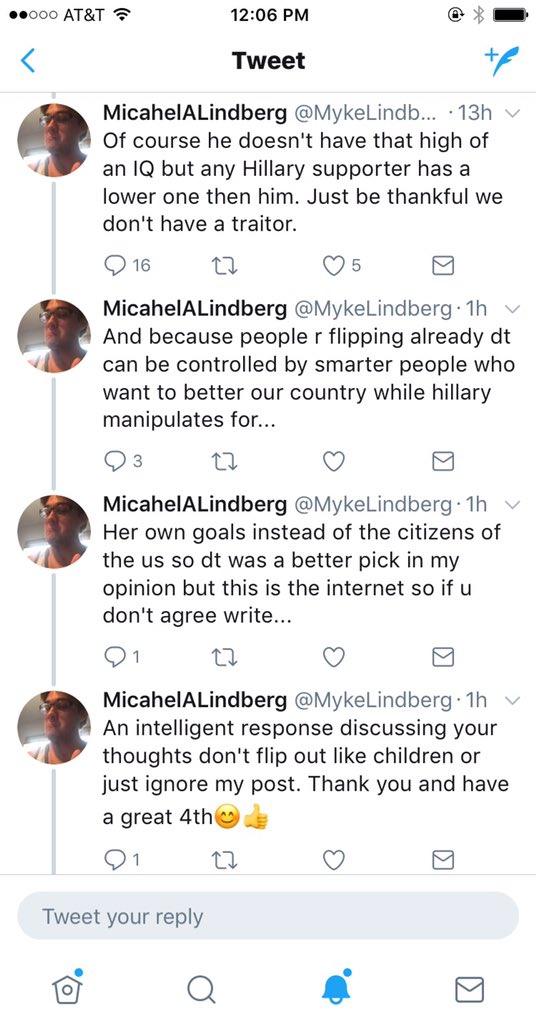 AT&T
12:06 PM
Tweet
MicahelALindberg @MykeLindb... · 13h
Of course he doesn't have that high of
an IQ but any Hillary supporter has a
lower one then him. Just be thankful we
don't have a traitor.
16
5
MicahelALindberg @MykeLindberg · 1h
And because people r flipping already dt
can be controlled by smarter people who
want to better our country while hillary
manipulates for...
3
MicahelALindberg @MykeLindberg · 1h
Her own goals instead of the citizens of
the us so dt was a better pick in my
opinion but this is the internet so if u
don't agree write...
1
MicahelALindberg @MykeLindberg · 1h
An intelligent response discussing your
thoughts don't flip out like children or
just ignore my post. Thank you and have
a great 4th😊👍
1
Tweet your reply